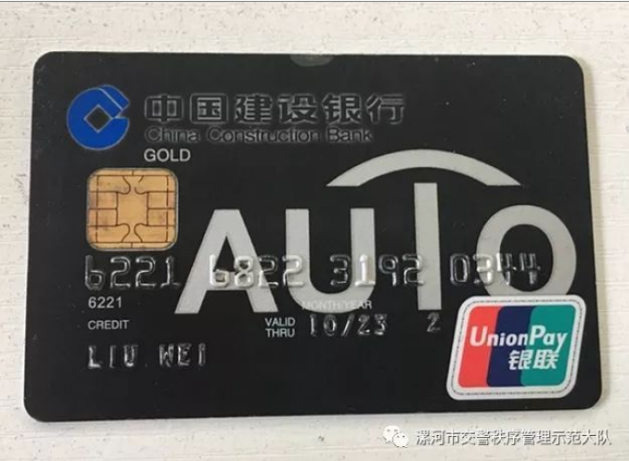 中国建设银行
China Construction Bank
GOLD
AUTO
6221 6822 3192 0344
6221
MONTH/YEAR
CREDIT
VALID THRU 10/23 2
LIU WEI
UnionPay
银联
漯河市交警秩序管理示范大队